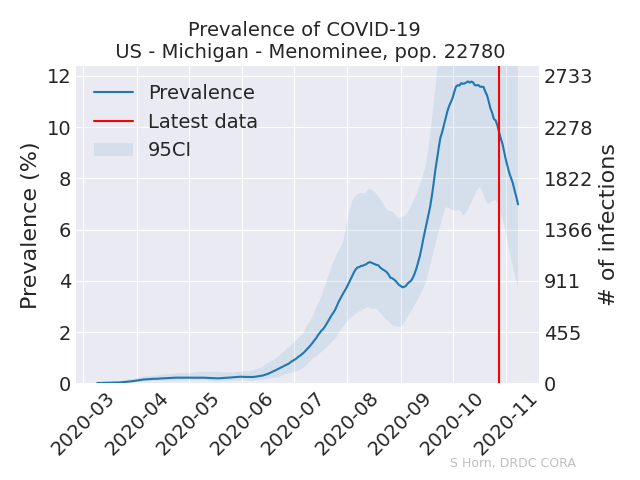 Prevalence of COVID-19
US - Michigan - Menominee, pop. 22780
Prevalence
Latest data
95CI
Prevalence (%)
12
10
8
6
4
2
0
2733
2278
1822
1366
911
455
0
# of infections
2020-03
2020-04
2020-05
2020-06
2020-07
2020-08
2020-09
2020-10
2020-11
S Horn, DRDC CORA